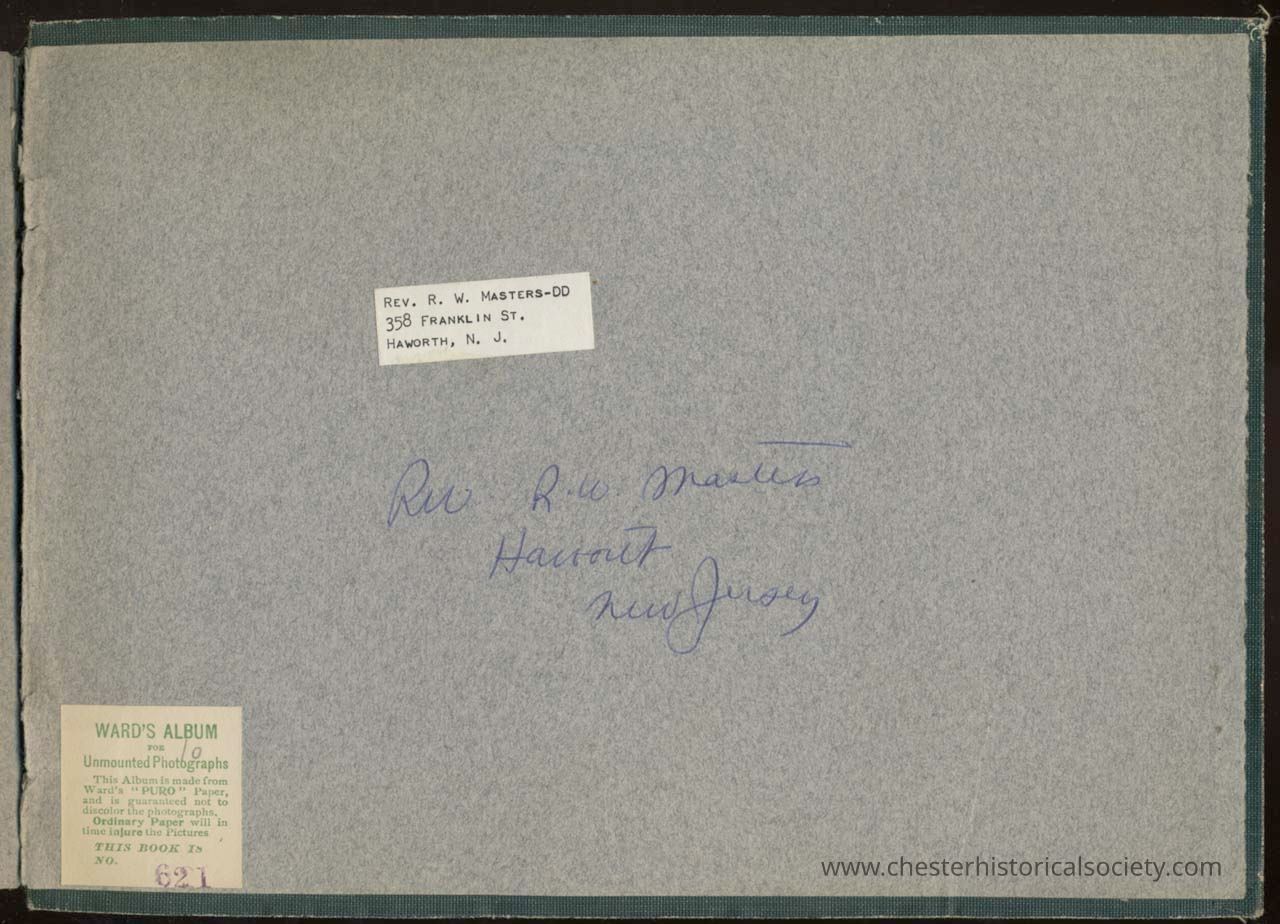 REV. R. W. MASTERS-DD
358 FRANKLIN ST.
HAWORTH, N. J.
Rev R.W. Masters
Haworth
New Jersey
WARD'S ALBUM
FOR
10
Unmounted Photographs
This Album is made from
Ward's "PURO" Paper,
and is guaranteed not to
discolor the photographs.
Ordinary Paper will in
time injure the Pictures
THIS BOOK IS
NO.
621
www.chesterhistoricalsociety.com